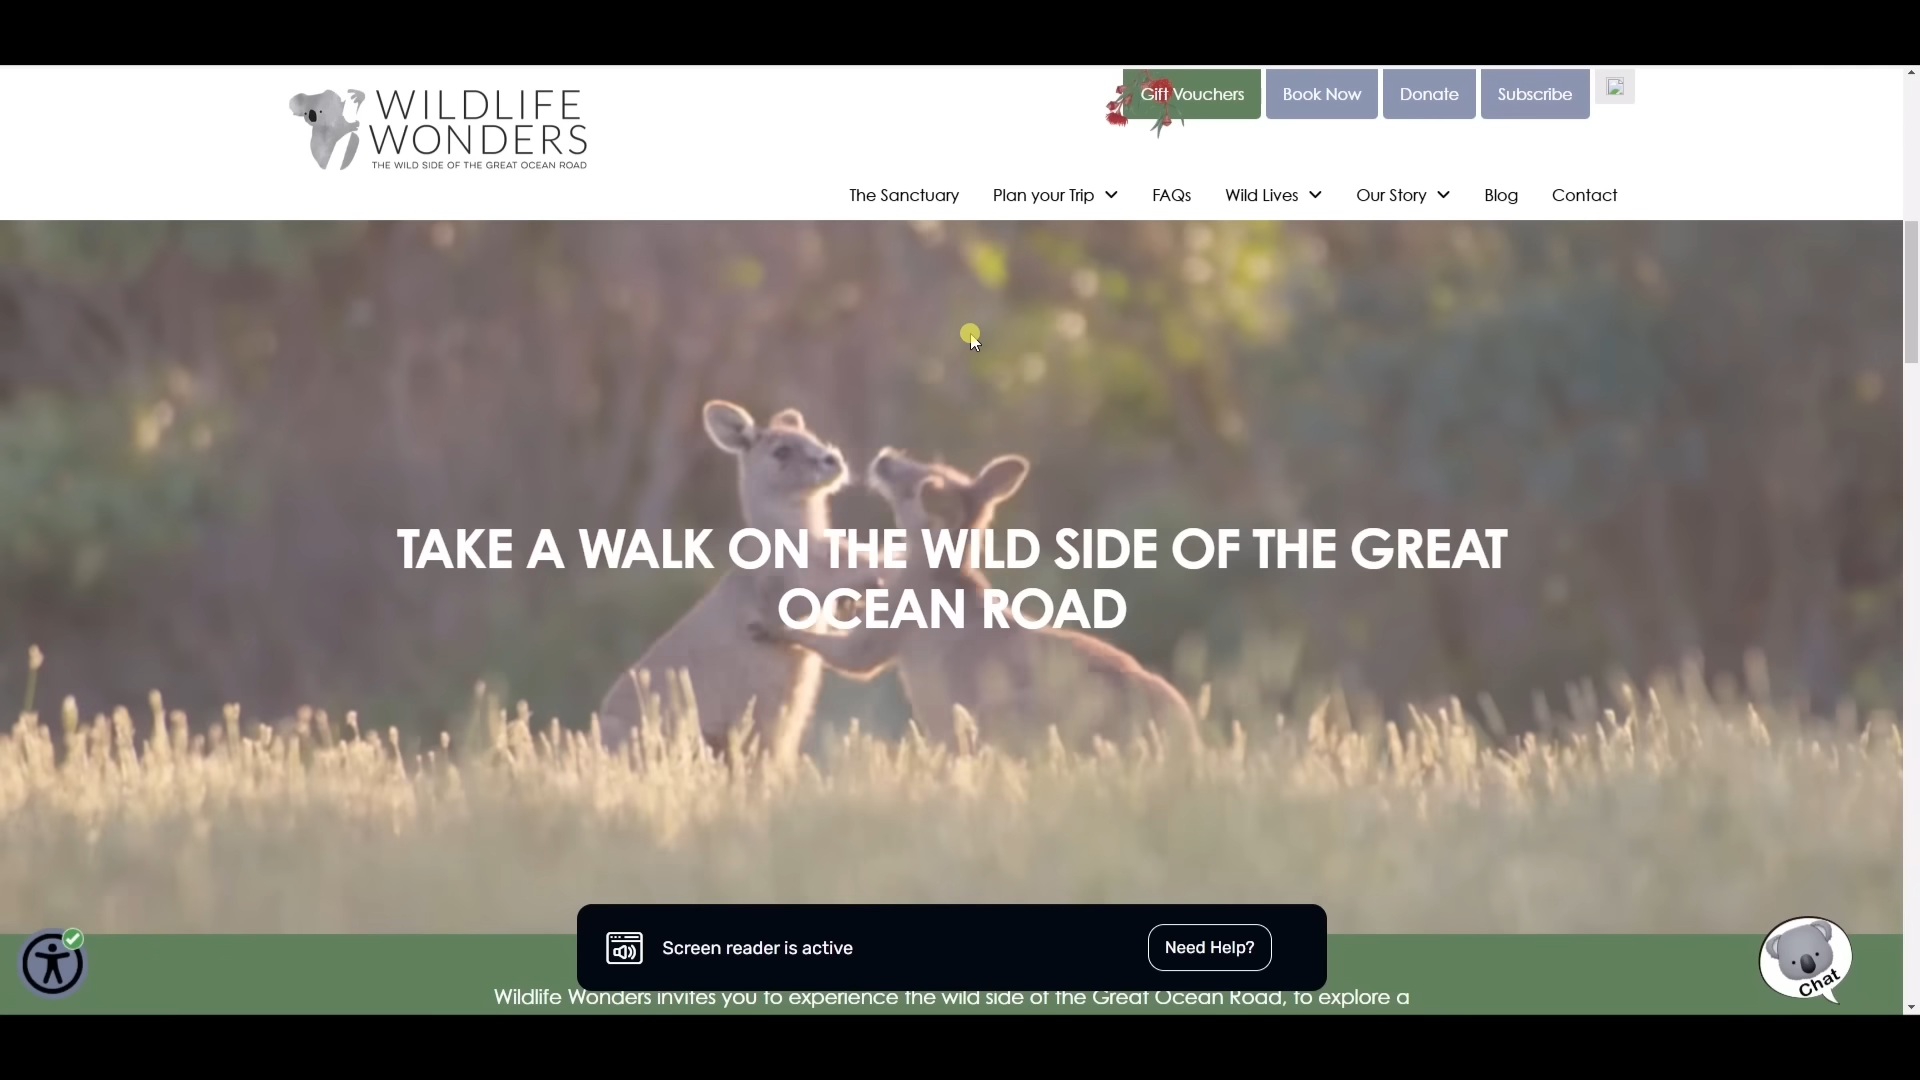 WILDLIFE
WONDERS
THE WILD SIDE OF THE GREAT OCEAN ROAD
Gift Vouchers
Book Now
Donate
Subscribe
The Sanctuary
Plan your Trip
FAQs
Wild Lives
Our Story
Blog
Contact
TAKE A WALK ON THE WILD SIDE OF THE GREAT
OCEAN ROAD
Screen reader is active
Need Help?
Wildlife Wonders invites you to experience the wild side of the Great Ocean Road, to explore a
Chat